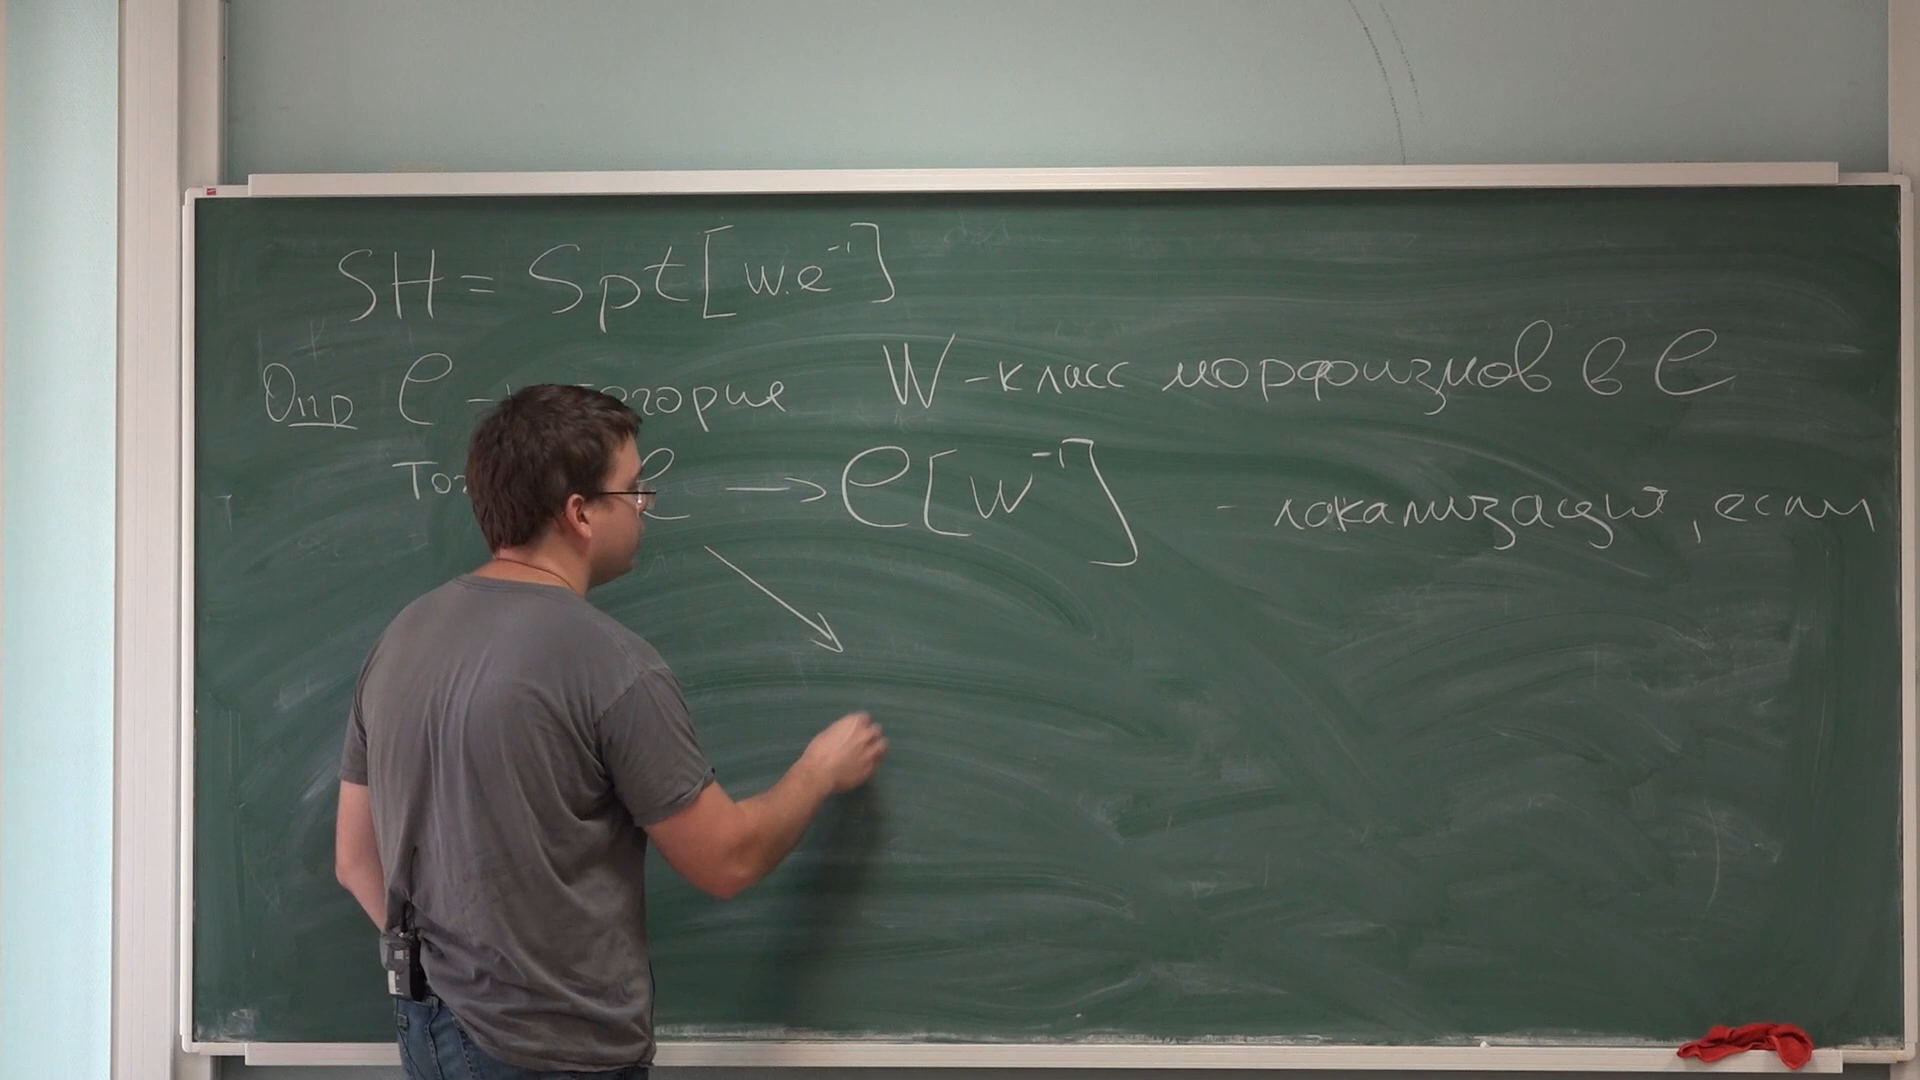 SH = Spt[w.e⁻¹]
Опр C - категория W - класс морфизмов в C
C → C[W⁻¹] - локализация, если